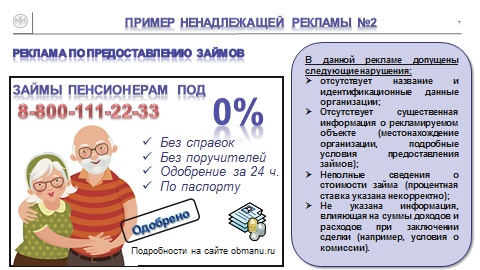 ПРИМЕР НЕНАДЛЕЖАЩЕЙ РЕКЛАМЫ №2
7
РЕКЛАМА ПО ПРЕДОСТАВЛЕНИЮ ЗАЙМОВ
ЗАЙМЫ ПЕНСИОНЕРАМ ПОД
8-800-111-22-33
0%
Без справок
Без поручителей
Одобрение за 24 ч.
По паспорту
Одобрено
Подробности на сайте obmanu.ru
В данной рекламе допущены
следующие нарушения:
отсутствует название и
идентификационные данные
организации;
Отсутствует существенная
информация о рекламируемом
объекте (местонахождение
организации, подробные
условия предоставления
займов);
Неполные сведения о
стоимости займа (процентная
ставка указана некорректно);
Не указана информация,
влияющая на суммы доходов и
расходов при заключении
сделки (например, условия о
комиссии).